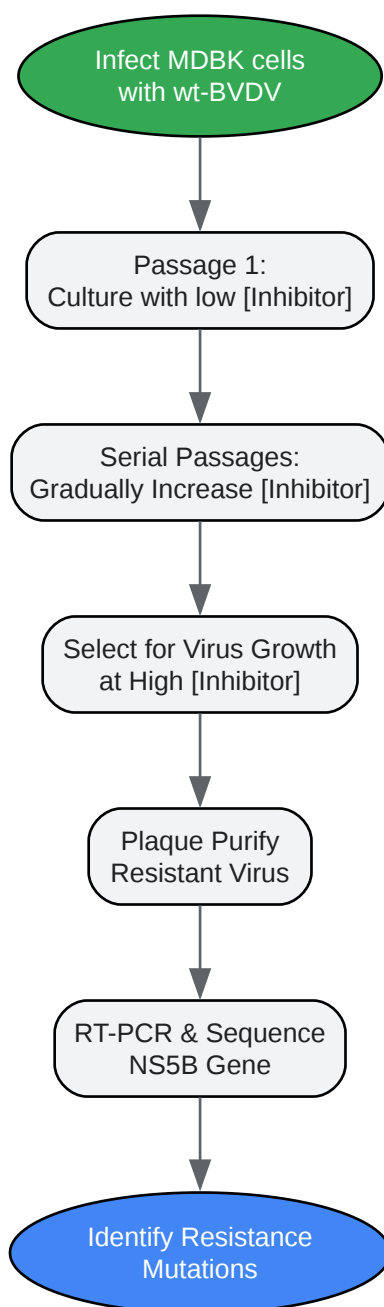 Infect MDBK cells
with wt-BVDV
Passage 1:
Culture with low [Inhibitor]
Serial Passages:
Gradually Increase [Inhibitor]
Select for Virus Growth
at High [Inhibitor]
Plaque Purify
Resistant Virus
RT-PCR & Sequence
NS5B Gene
Identify Resistance
Mutations